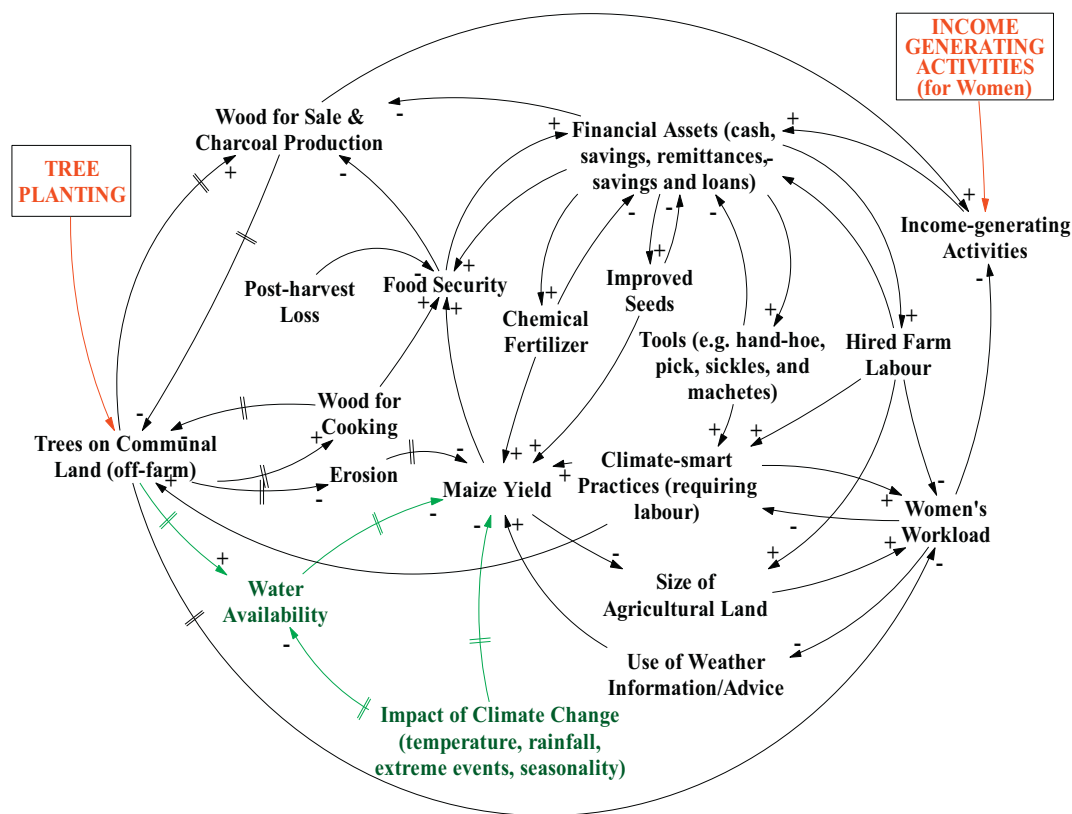 INCOME
GENERATING
ACTIVITIES
(for Women)
Wood for Sale &
Charcoal Production
Financial Assets (cash,
savings, remittances,
savings and loans)
TREE
PLANTING
Income-generating
Activities
Post-harvest
Loss
Food Security
Improved
Seeds
Chemical
Fertilizer
Tools (e.g. hand-hoe,
pick, sickles, and
machetes)
Hired Farm
Labour
Wood for
Cooking
Trees on Communal
Land (off-farm)
Erosion
Maize Yield
Climate-smart
Practices (requiring
labour)
Women's
Workload
Water
Availability
Size of
Agricultural Land
Use of Weather
Information/Advice
Impact of Climate Change
(temperature, rainfall,
extreme events, seasonality)